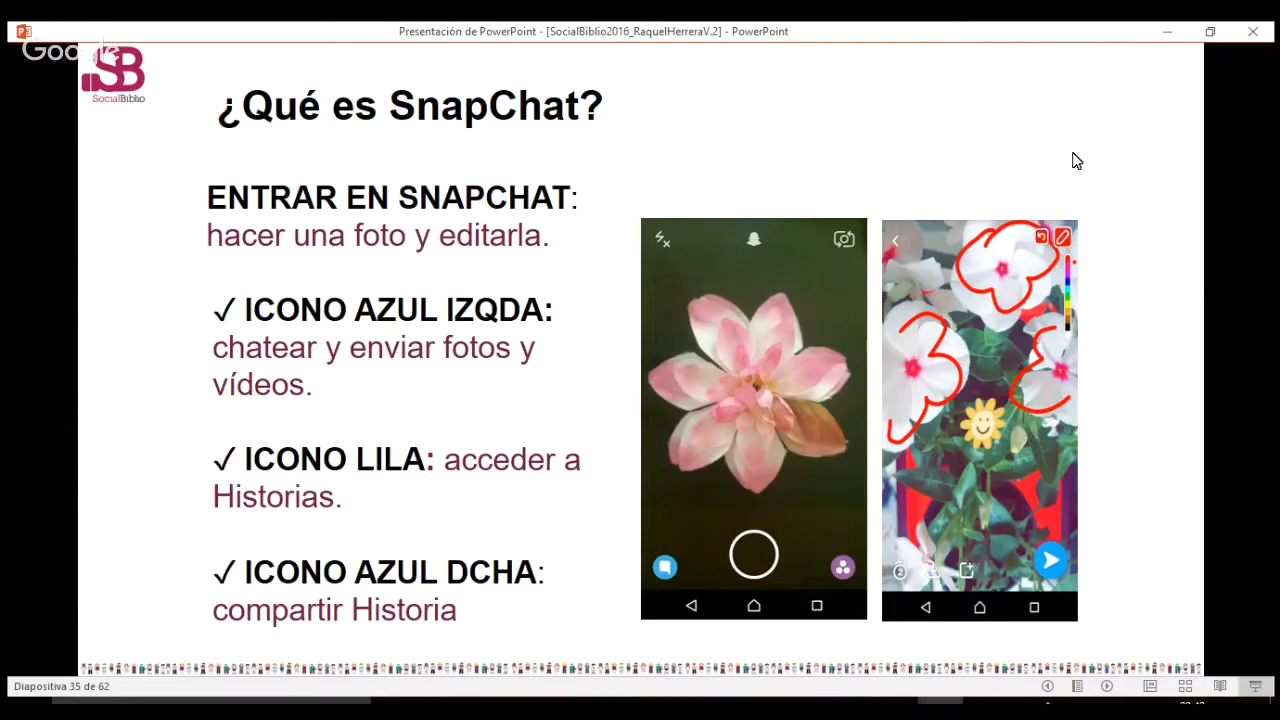 Presentación de PowerPoint - [SocialBiblio2016_RaquelHerreraV.2] - PowerPoint
Google
SB
SocialBiblio
¿Qué es SnapChat?
ENTRAR EN SNAPCHAT:
hacer una foto y editarla.
✓ ICONO AZUL IZQDA:
chatear y enviar fotos y
vídeos.
✓ ICONO LILA: acceder a
Historias.
✓ ICONO AZUL DCHA:
compartir Historia
2
Diapositiva 35 de 62